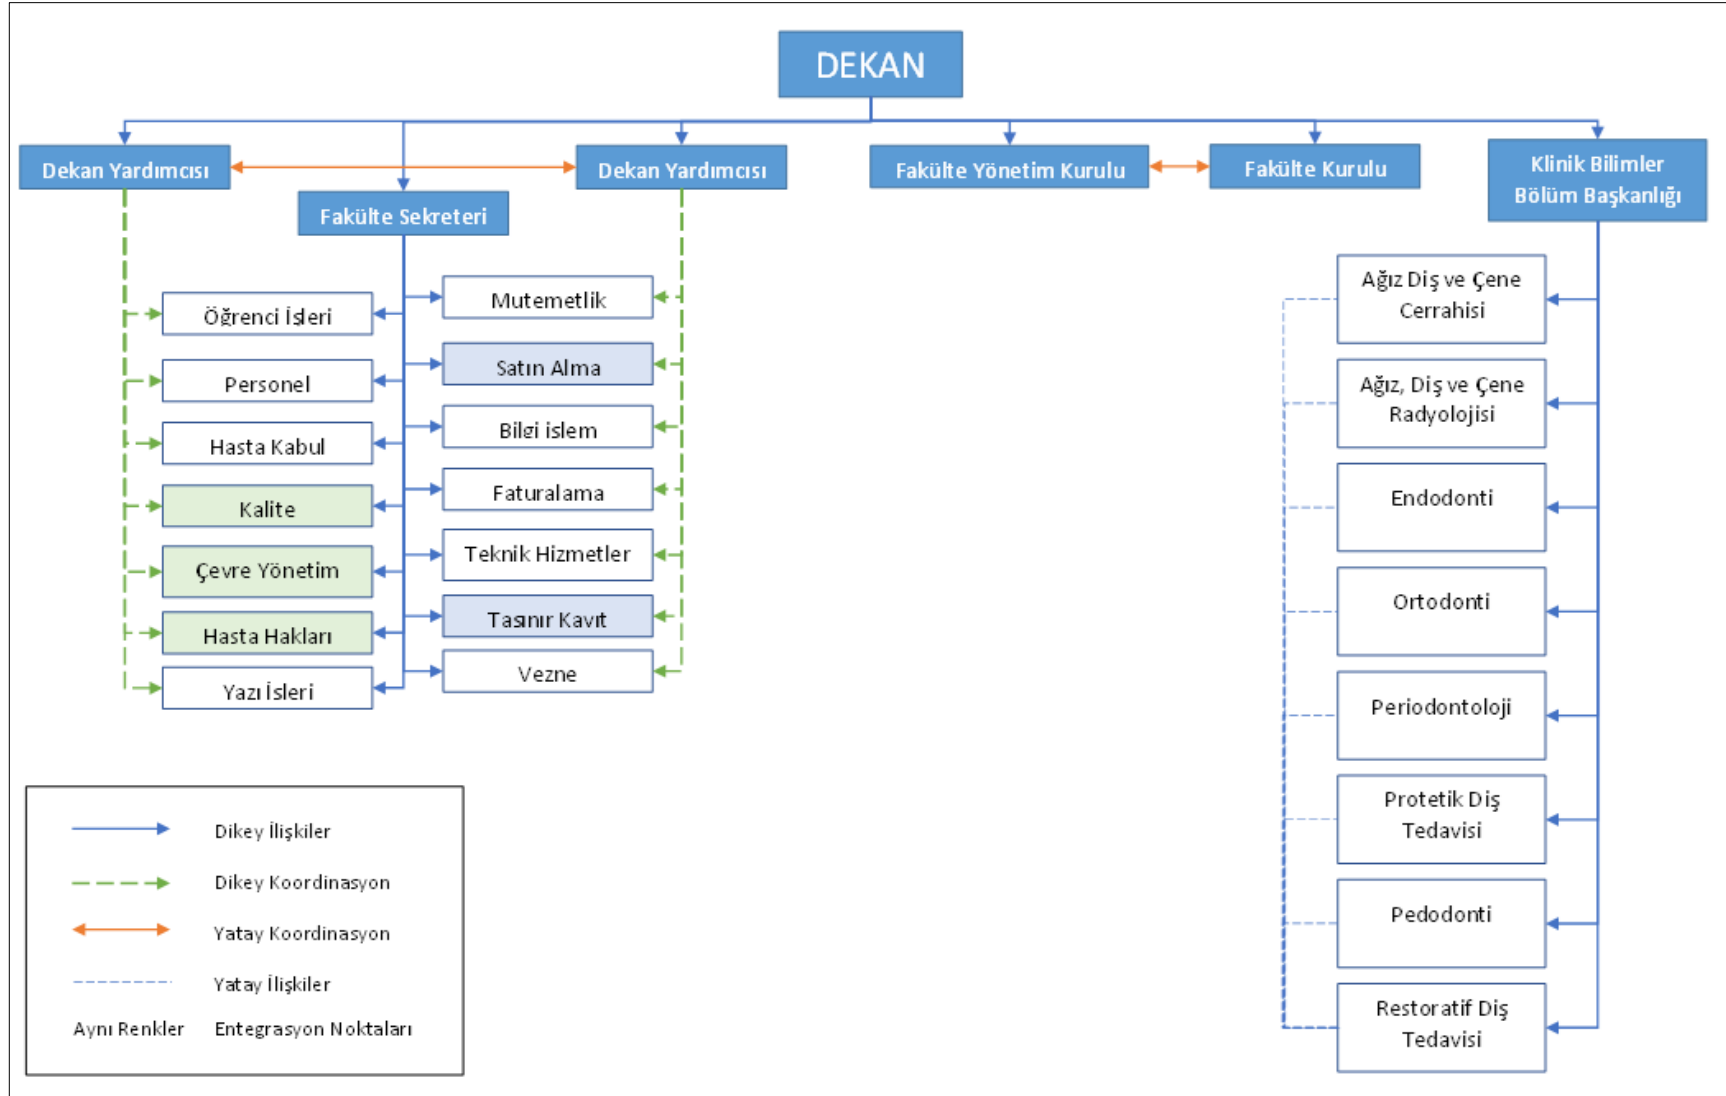 DEKAN
Dekan Yardımcısı
Dekan Yardımcısı
Fakülte Yönetim Kurulu
Fakülte Kurulu
Klinik Bilimler
Bölüm Başkanlığı
Fakülte Sekreteri
Öğrenci İşleri
Personel
Hasta Kabul
Kalite
Çevre Yönetim
Hasta Hakları
Yazı İşleri
Mutemetlik
Satın Alma
Bilgi işlem
Faturalama
Teknik Hizmetler
Taşınır Kayıt
Vezne
Ağız Diş ve Çene
Cerrahisi
Ağız, Diş ve Çene
Radyolojisi
Endodonti
Ortodonti
Periodontoloji
Protetik Diş
Tedavisi
Pedodonti
Restoratif Diş
Tedavisi
Dikey İlişkiler
Dikey Koordinasyon
Yatay Koordinasyon
Yatay İlişkiler
Aynı Renkler Entegrasyon Noktaları